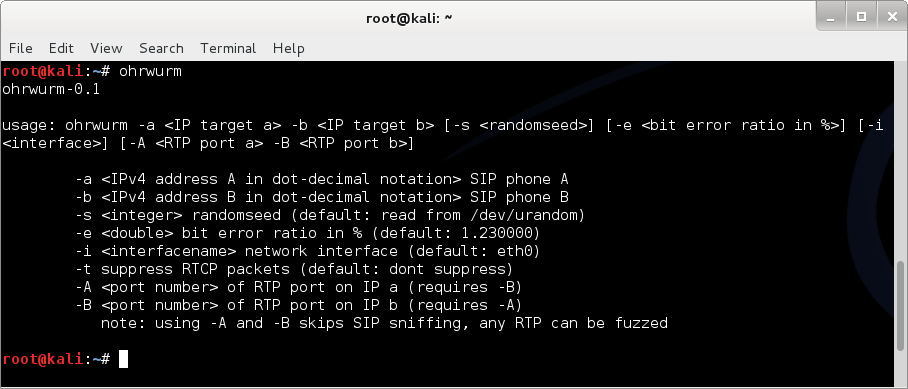 root@kali: ~
File Edit View Search Terminal Help
root@kali:~# ohrwurm
ohrwurm-0.1
usage: ohrwurm -a <IP target a> -b <IP target b> [-s <randomseed>] [-e <bit error ratio in %>] [-i
<interface>] [-A <RTP port a> -B <RTP port b>]
-a <IPv4 address A in dot-decimal notation> SIP phone A
-b <IPv4 address B in dot-decimal notation> SIP phone B
-s <integer> randomseed (default: read from /dev/urandom)
-e <double> bit error ratio in % (default: 1.230000)
-i <interfacename> network interface (default: eth0)
-t suppress RTCP packets (default: dont suppress)
-A <port number> of RTP port on IP a (requires -B)
-B <port number> of RTP port on IP b (requires -A)
note: using -A and -B skips SIP sniffing, any RTP can be fuzzed
root@kali:~#